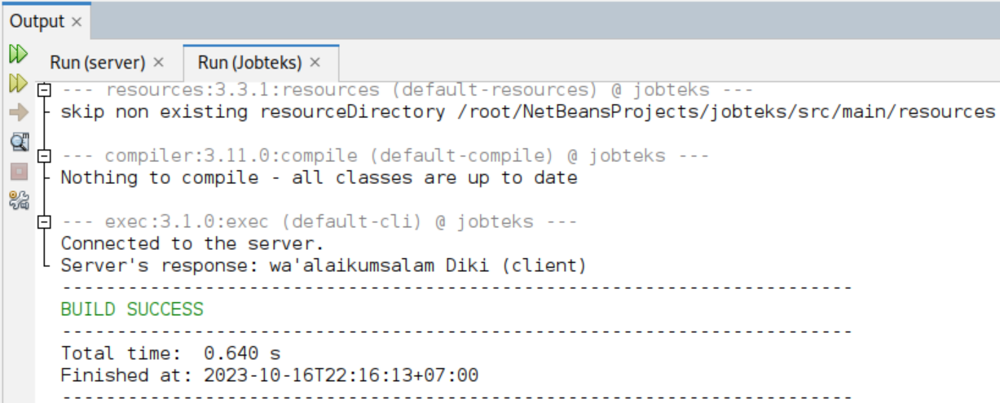 Output ×
Run (server) × Run (Jobteks) ×
--- resources:3.3.1:resources (default-resources) @ jobteks ---
skip non existing resourceDirectory /root/NetBeansProjects/jobteks/src/main/resources
--- compiler:3.11.0:compile (default-compile) @ jobteks ---
Nothing to compile - all classes are up to date
--- exec:3.1.0:exec (default-cli) @ jobteks ---
Connected to the server.
Server's response: wa'alaikumsalam Diki (client)
------------------------------------------------------------------------
BUILD SUCCESS
------------------------------------------------------------------------
Total time:  0.640 s
Finished at: 2023-10-16T22:16:13+07:00
------------------------------------------------------------------------